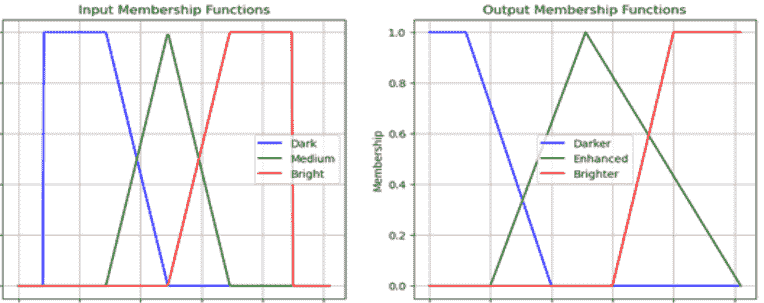 Input Membership Functions
Dark
Medium
Bright
Output Membership Functions
Membership
1.0
0.8
0.6
0.4
0.2
0.0
Darker
Enhanced
Brighter